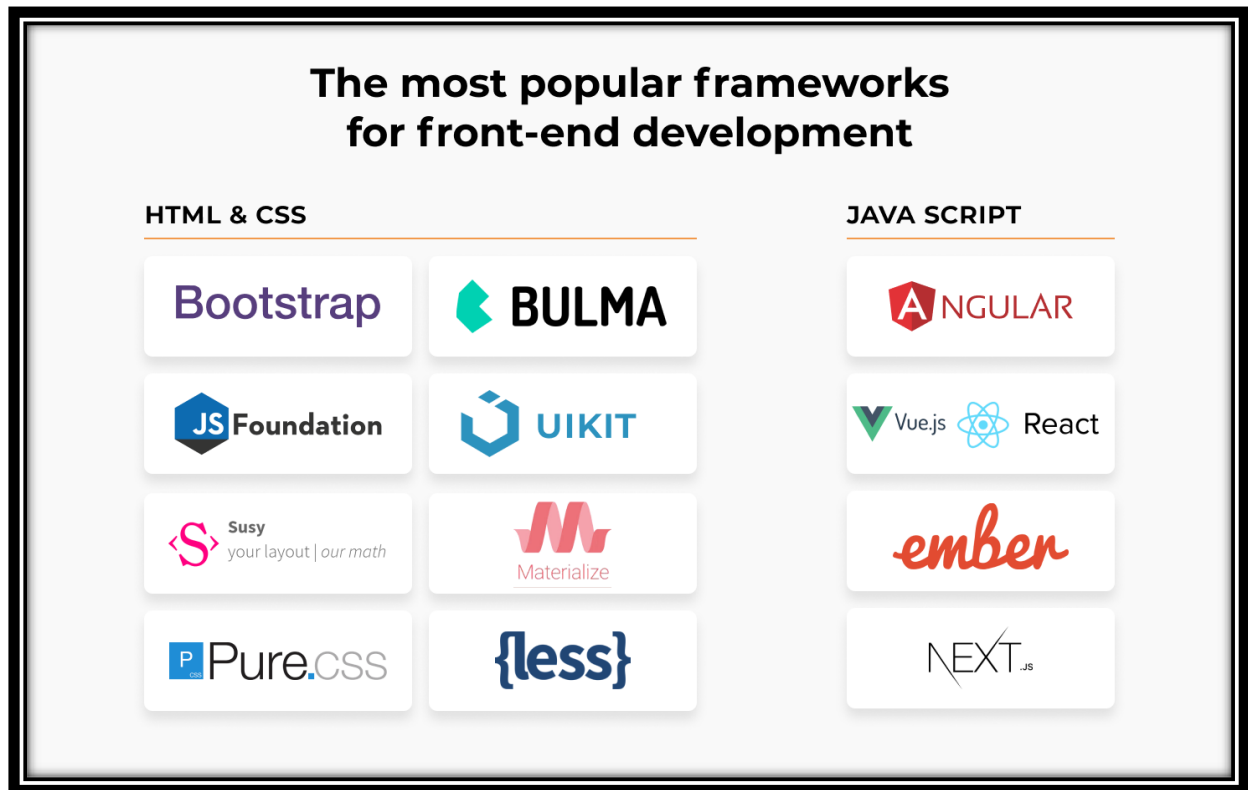 The most popular frameworks
for front-end development
HTML & CSS
Bootstrap
BULMA
JS Foundation
UIKIT
S
Susy
your layout | our math
Materialize
P
css
Pure.css
{less}
JAVA SCRIPT
ANGULAR
Vue.js
React
ember
NEXT.JS